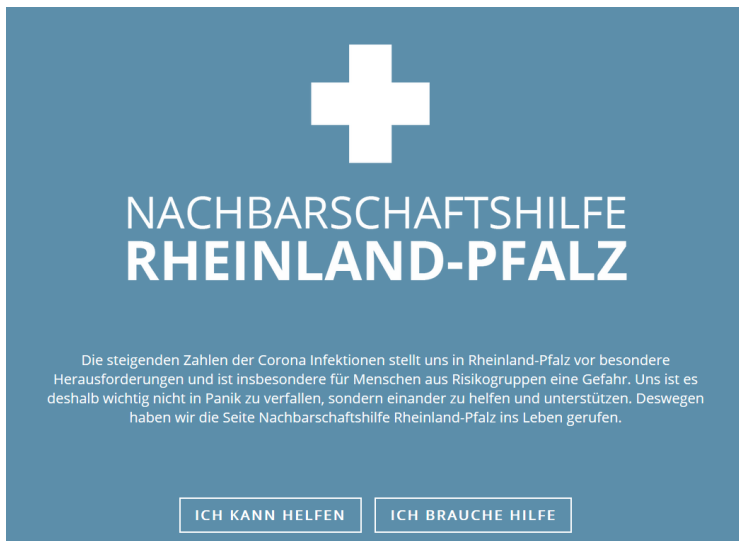 NACHBARSCHAFTSHILFE
RHEINLAND-PFALZ
Die steigenden Zahlen der Corona Infektionen stellt uns in Rheinland-Pfalz vor besondere
Herausforderungen und ist insbesondere für Menschen aus Risikogruppen eine Gefahr. Uns ist es
deshalb wichtig nicht in Panik zu verfallen, sondern einander zu helfen und unterstützen. Deswegen
haben wir die Seite Nachbarschaftshilfe Rheinland-Pfalz ins Leben gerufen.
ICH KANN HELFEN ICH BRAUCHE HILFE